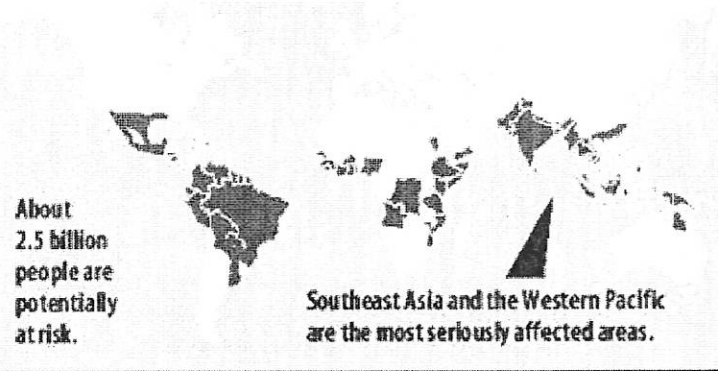 About
2.5 billion
people are
potentially
at risk.
Southeast Asia and the Western Pacific
are the most seriously affected areas.